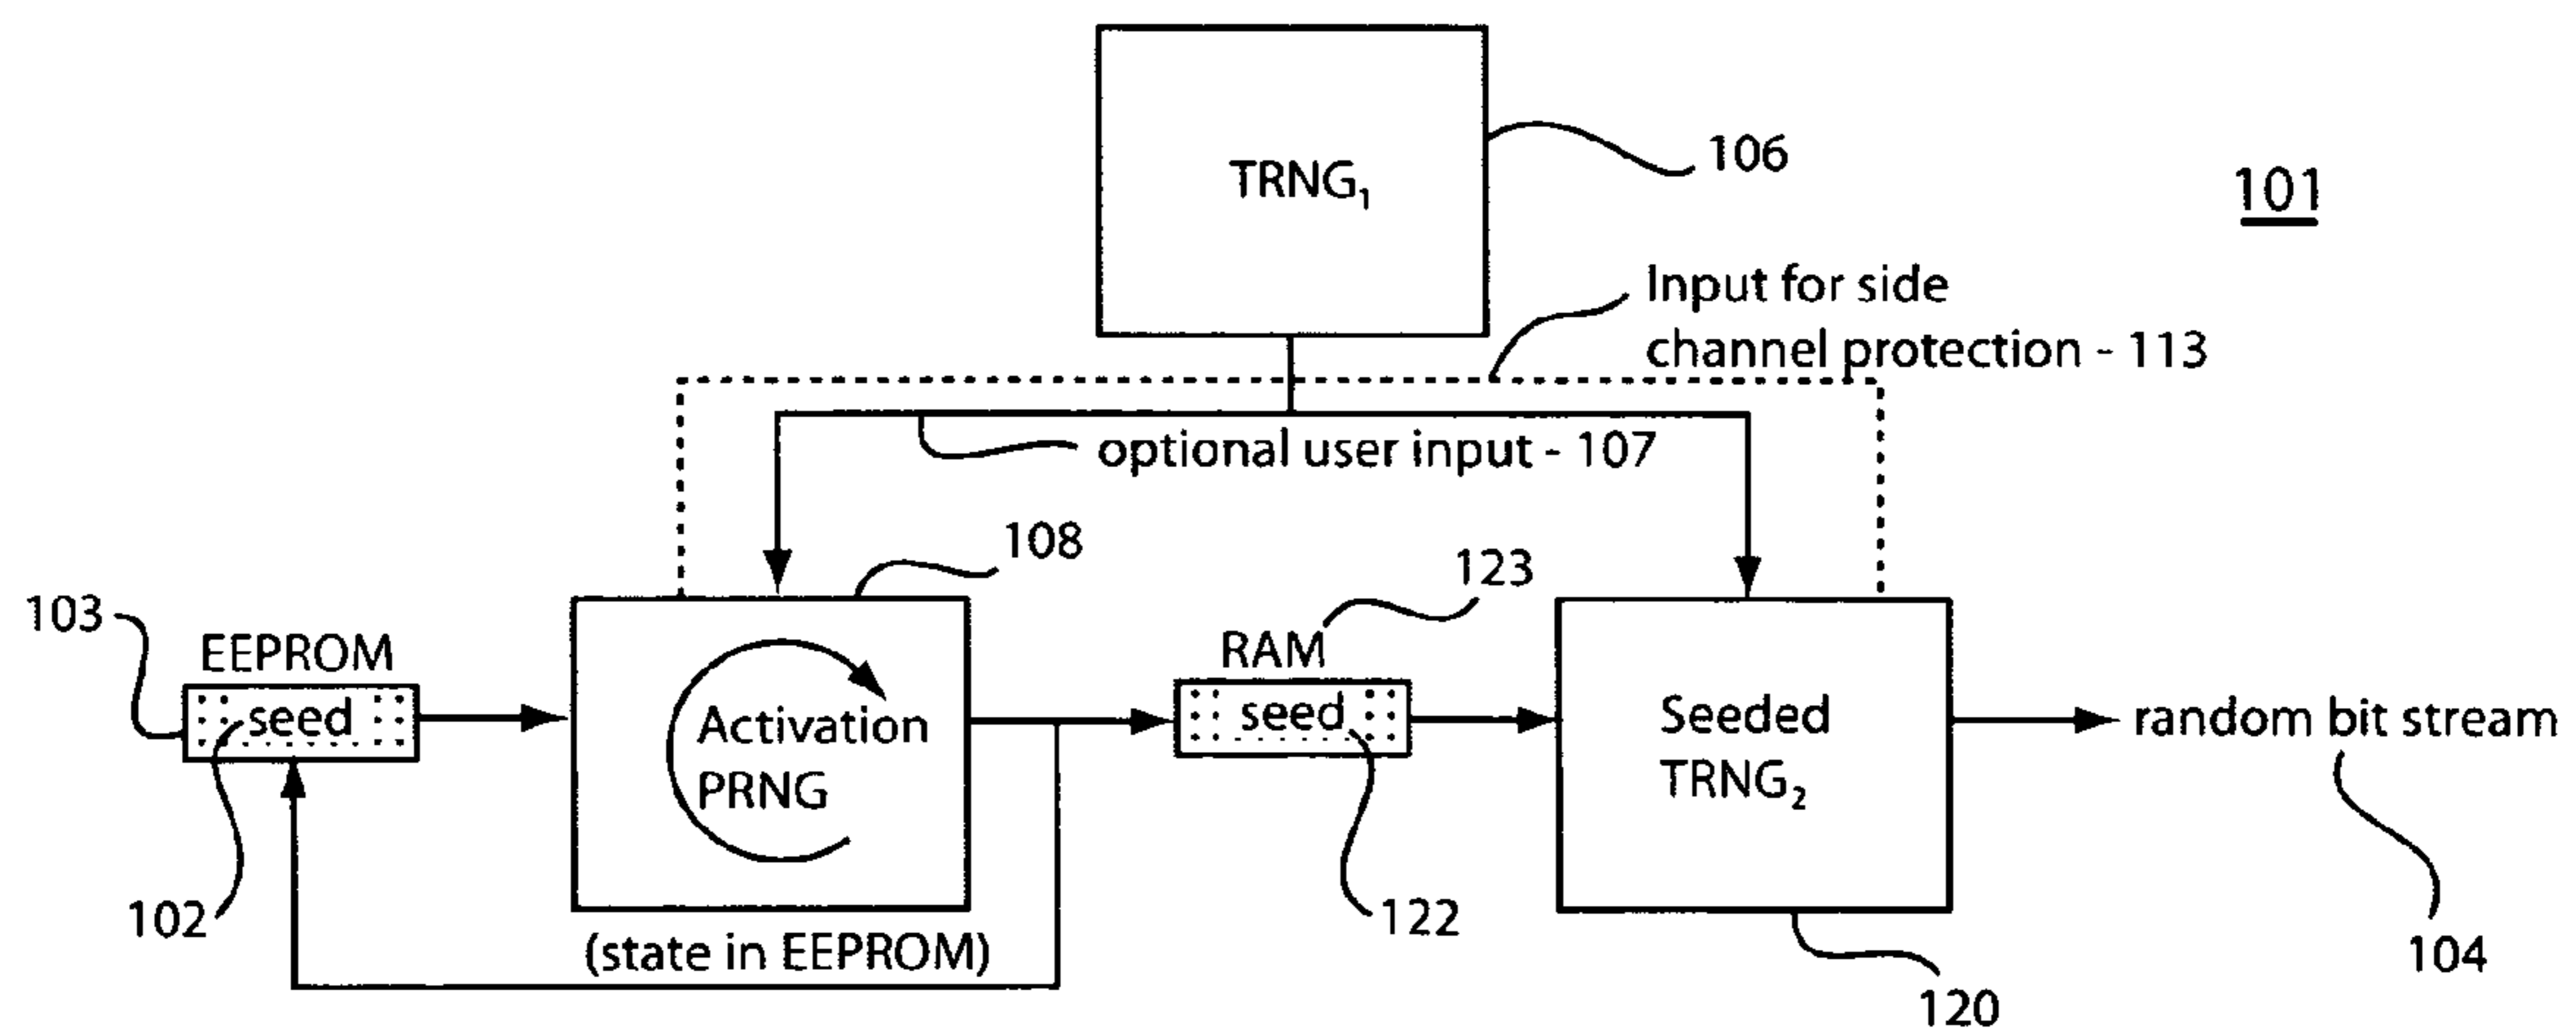 TRNG₁
106
101
Input for side
channel protection - 113
optional user input - 107
108
123
103
EEPROM
RAM
seed
seed
Activation
PRNG
Seeded
TRNG₂
random bit stream
102
122
(state in EEPROM)
104
120